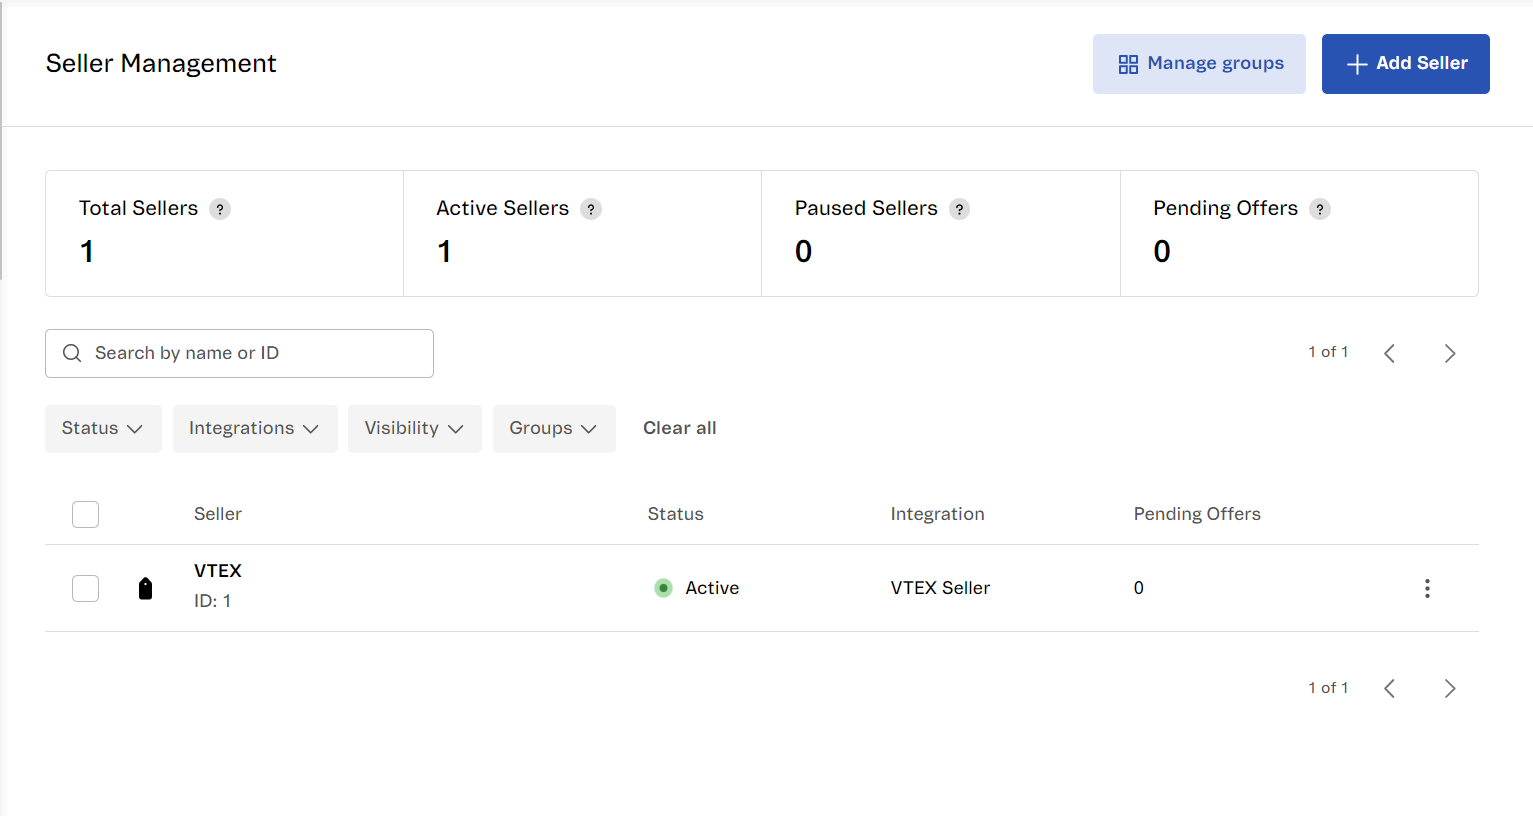 Seller Management
Manage groups
Add Seller
Total Sellers ?
1
Active Sellers ?
1
Paused Sellers ?
0
Pending Offers ?
0
Search by name or ID
1 of 1
Status
Integrations
Visibility
Groups
Clear all
Seller Status Integration Pending Offers
VTEX
ID: 1
Active
VTEX Seller
0
1 of 1